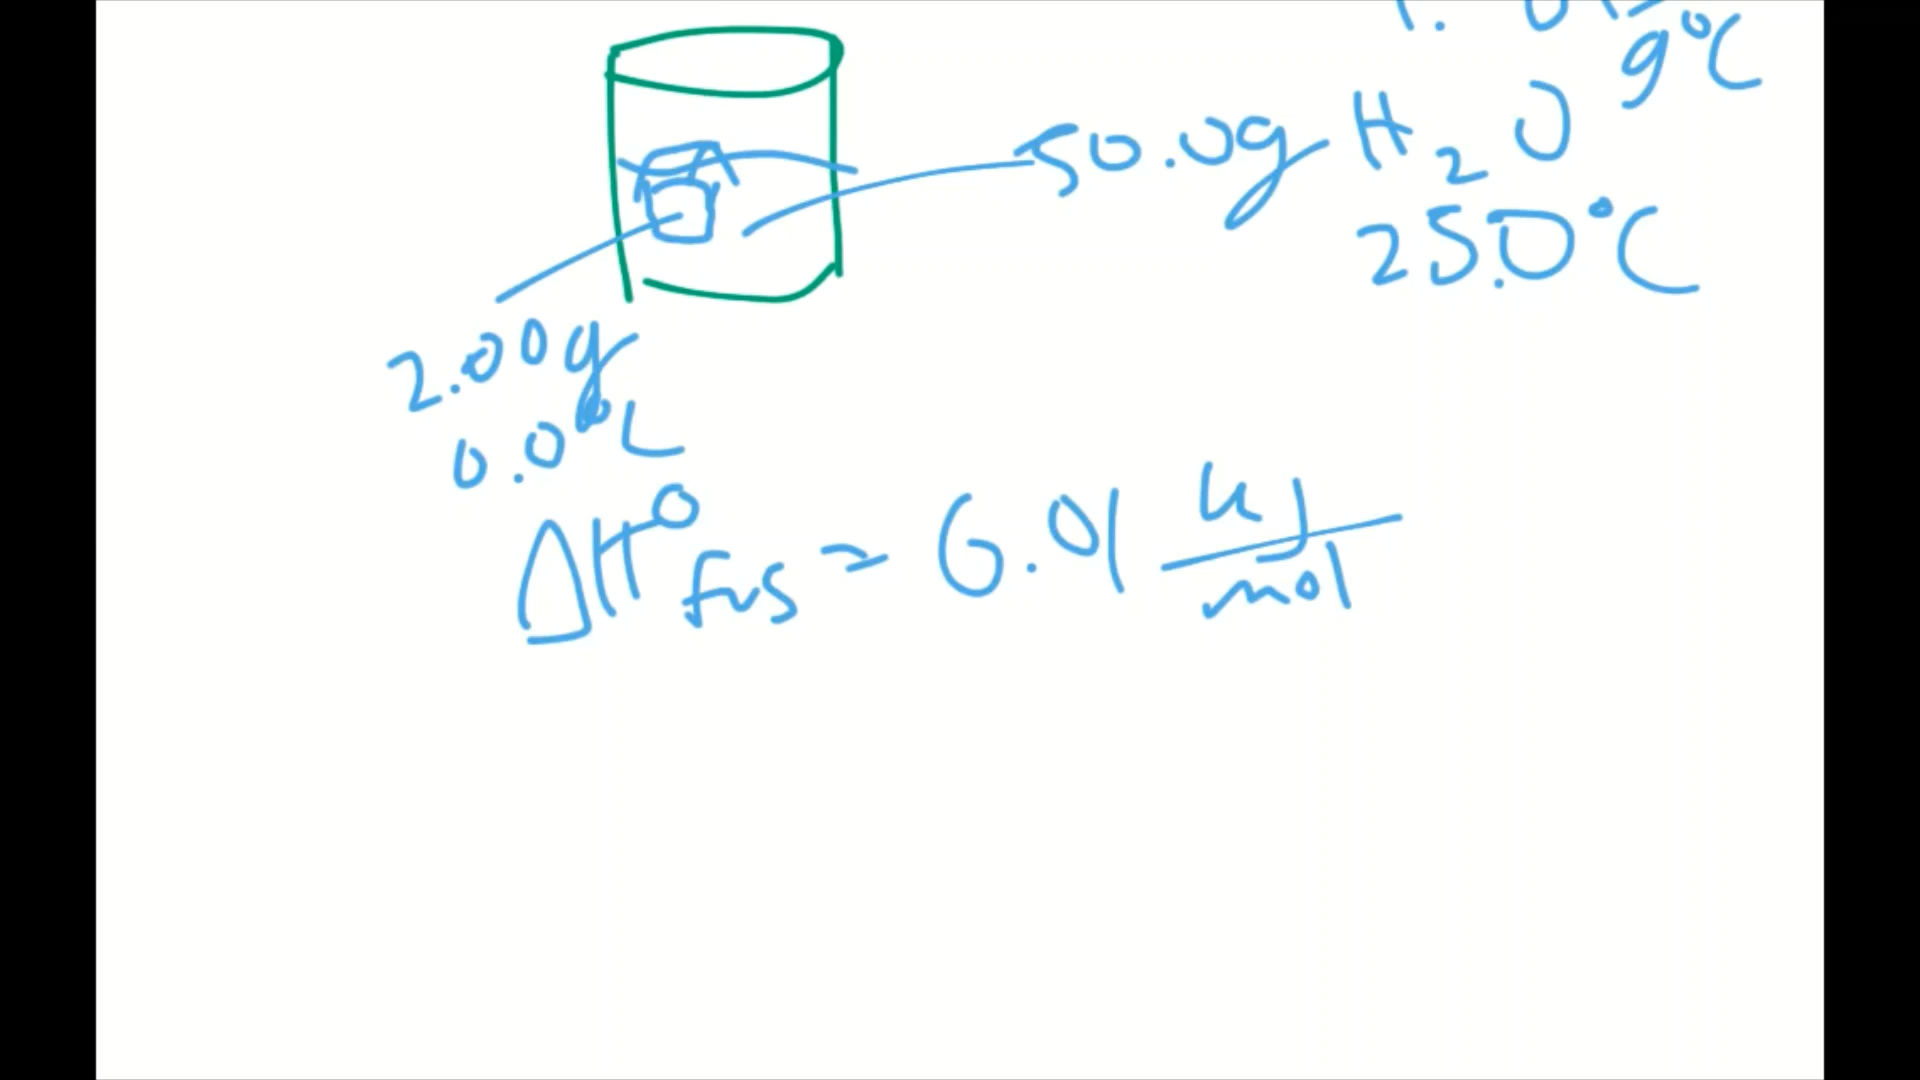 g°C
50.0g H2O
25.0°C
2.00g
0.0°C
ΔH°fus = 6.01 kJ/mol